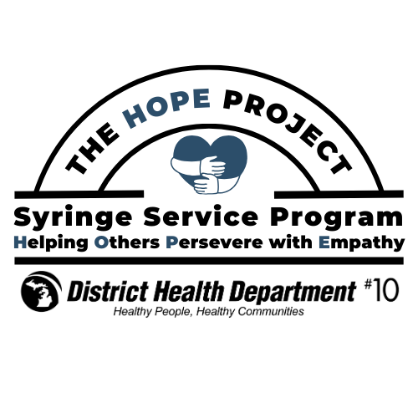 THE HOPE PROJECT
Syringe Service Program
Helping Others Persevere with Empathy
District Health Department #10
Healthy People, Healthy Communities